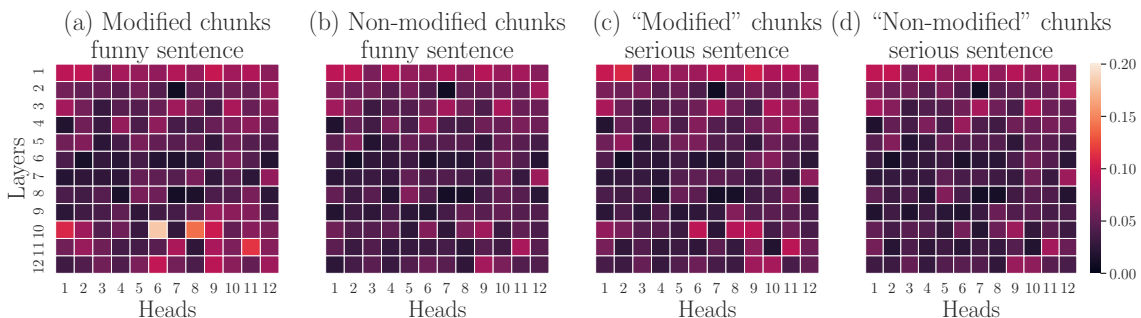 (a) Modified chunks
funny sentence
(b) Non-modified chunks
funny sentence
(c) “Modified” chunks
serious sentence
(d) “Non-modified” chunks
serious sentence
Layers
1
2
3
4
5
6
7
8
9
10
11
12
1 2 3 4 5 6 7 8 9 10 11 12
Heads
1 2 3 4 5 6 7 8 9 10 11 12
Heads
1 2 3 4 5 6 7 8 9 10 11 12
Heads
1 2 3 4 5 6 7 8 9 10 11 12
Heads
0.20
0.15
0.10
0.05
0.00